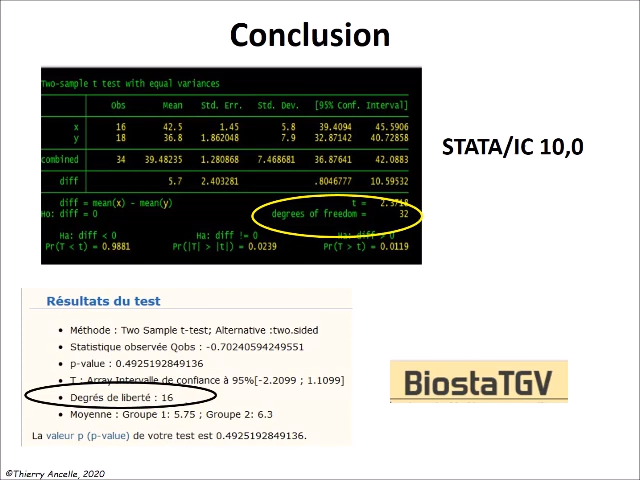 Conclusion
Two-sample t test with equal variances
Obs Mean Std. Err. Std. Dev. [95% Conf. Interval]
x 16 42.5 1.45 5.8 39.4094 45.5906
y 18 36.8 1.862048 7.9 32.87142 40.72858
combined 34 39.48235 1.280868 7.468681 36.87641 42.0883
diff 5.7 2.403281 .8046777 10.59532
diff = mean(x) - mean(y) t = 2.3718
Ho: diff = 0 degrees of freedom = 32
Ha: diff < 0 Ha: diff != 0 Ha: diff > 0
Pr(T < t) = 0.9881 Pr(|T| > |t|) = 0.0239 Pr(T > t) = 0.0119
STATA/IC 10,0
Résultats du test
• Méthode : Two Sample t-test; Alternative :two.sided
• Statistique observée Qobs : -0.70240594249551
• p-value : 0.4925192849136
• T : Array Intervalle de confiance à 95%[-2.2099 ; 1.1099]
• Degrés de liberté : 16
• Moyenne : Groupe 1: 5.75 ; Groupe 2: 6.3
La valeur p (p-value) de votre test est 0.4925192849136.
BiostaTGV
©Thierry Ancelle, 2020